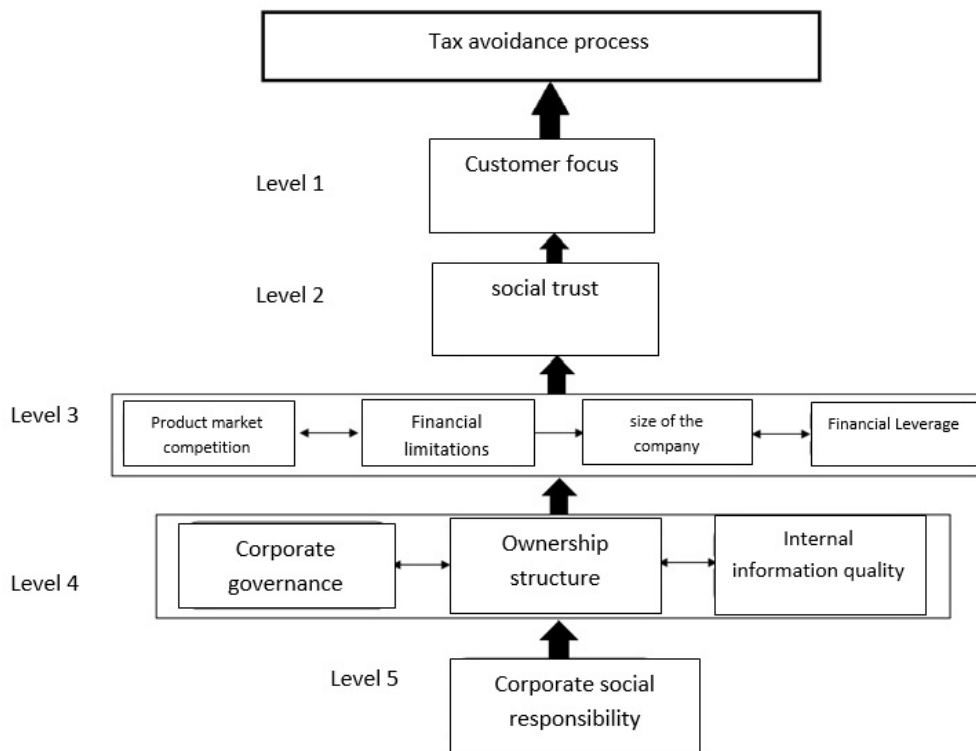 Tax avoidance process
Customer focus
Level 1
social trust
Level 2
Level 3
Product market
competition
Financial
limitations
size of the
company
Financial Leverage
Corporate
governance
Ownership
structure
Internal
information quality
Level 4
Level 5
Corporate social
responsibility